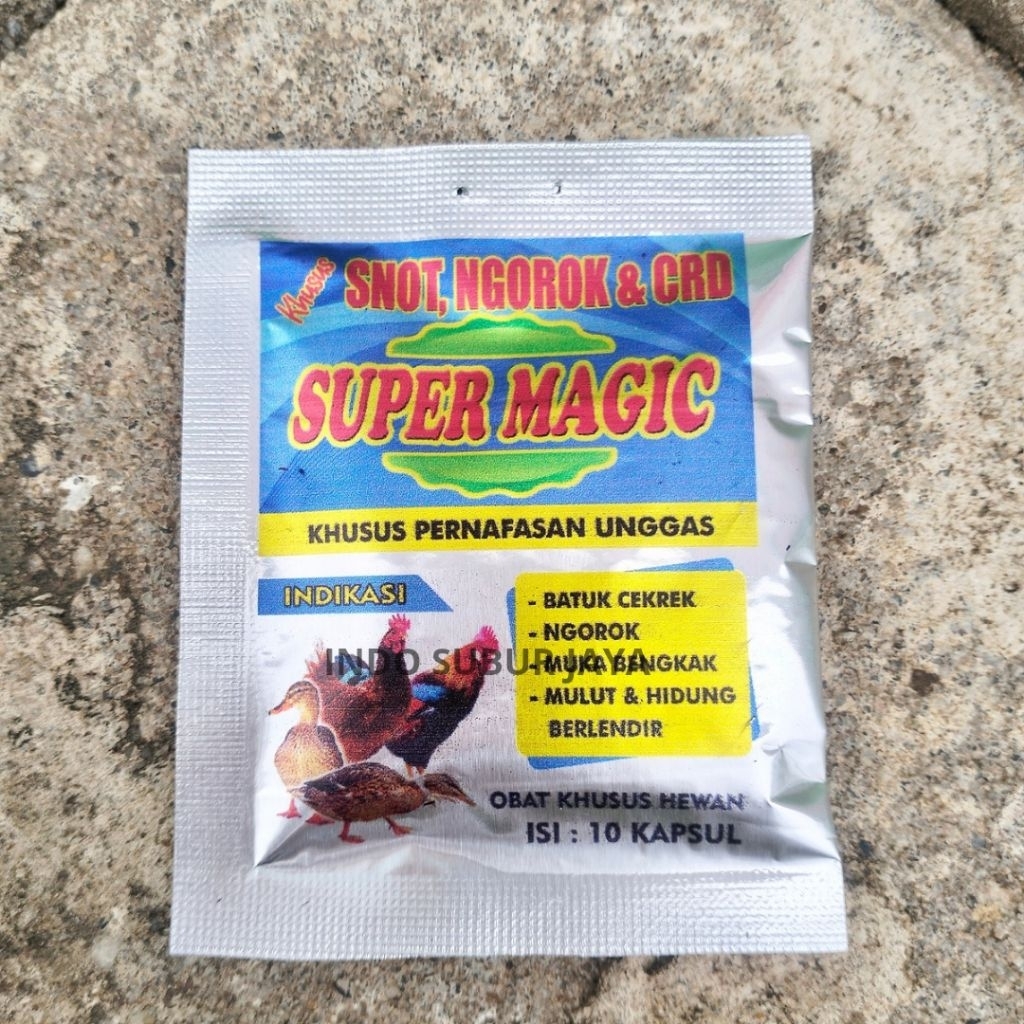 Khusus SNOT, NGOROK & CRD
SUPER MAGIC
KHUSUS PERNAFASAN UNGGAS
INDIKASI
- BATUK CEKREK
- NGOROK
- MUKA BENGKAK
- MULUT & HIDUNG
BERLENDIR
INDO SUBUR JAYA
OBAT KHUSUS HEWAN
ISI : 10 KAPSUL